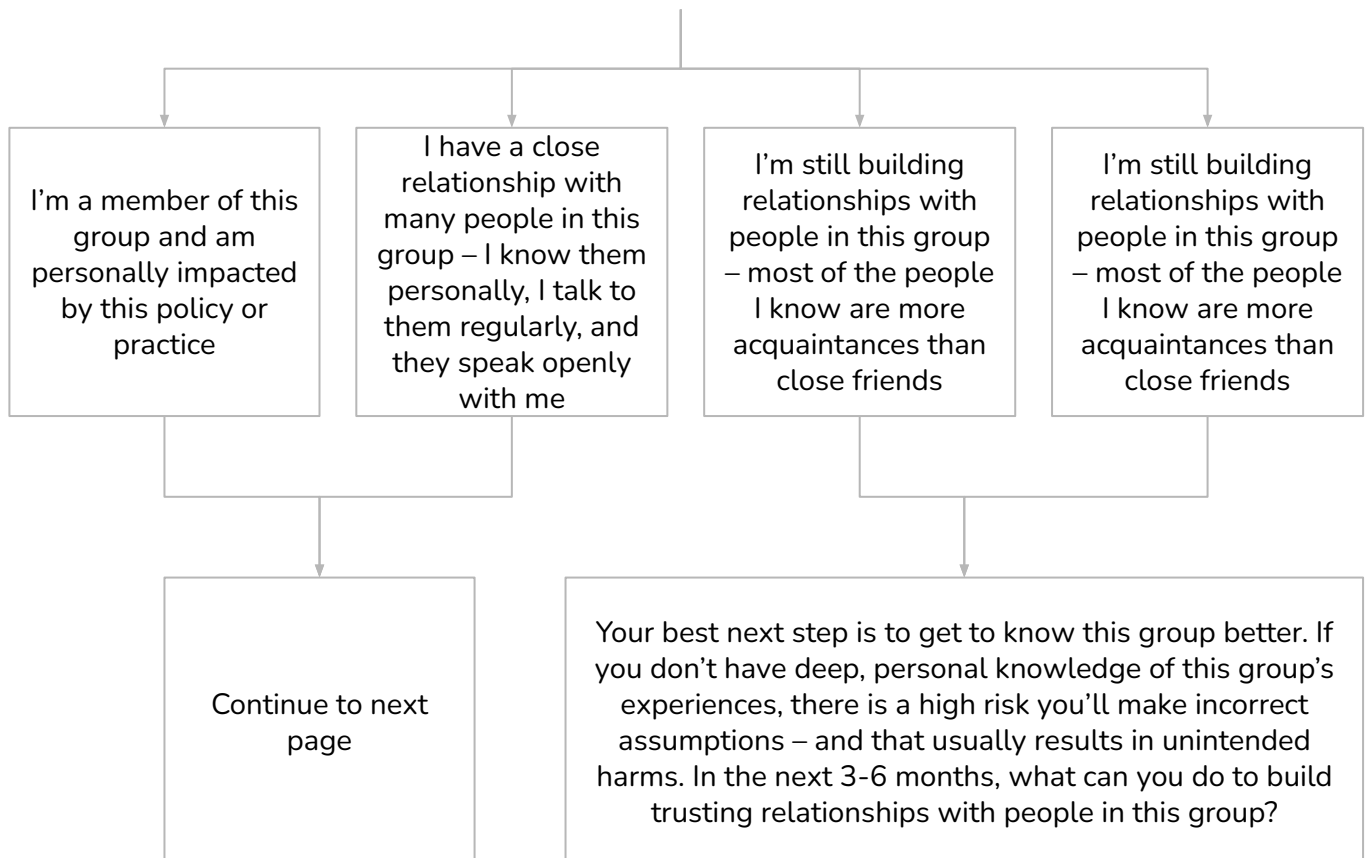 I’m a member of this
group and am
personally impacted
by this policy or
practice
I have a close
relationship with
many people in this
group – I know them
personally, I talk to
them regularly, and
they speak openly
with me
I’m still building
relationships with
people in this group
– most of the people
I know are more
acquaintances than
close friends
I’m still building
relationships with
people in this group
– most of the people
I know are more
acquaintances than
close friends
Continue to next
page
Your best next step is to get to know this group better. If
you don’t have deep, personal knowledge of this group’s
experiences, there is a high risk you’ll make incorrect
assumptions – and that usually results in unintended
harms. In the next 3-6 months, what can you do to build
trusting relationships with people in this group?